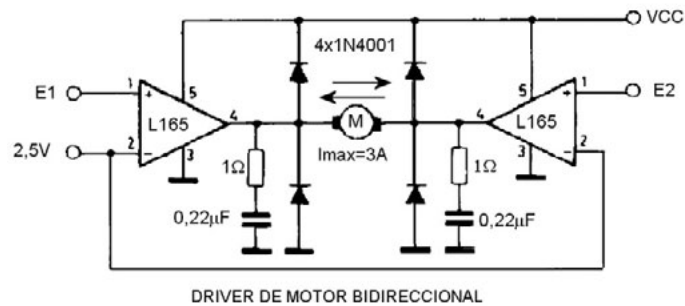 VCC
4x1N4001
E1
1
+
5
L165
4
2,5V
2
-
3
1Ω
0,22µF
M
Imax=3A
5
1
+
E2
4
L165
3
-
2
1Ω
0,22µF
DRIVER DE MOTOR BIDIRECCIONAL